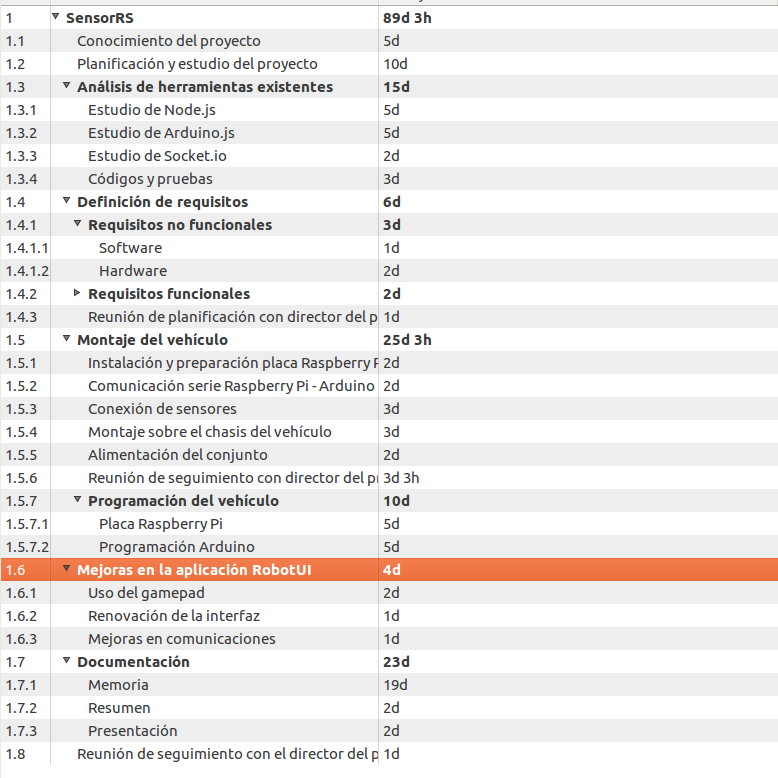 1 SensorRS 89d 3h
1.1 Conocimiento del proyecto 5d
1.2 Planificación y estudio del proyecto 10d
1.3 Análisis de herramientas existentes 15d
1.3.1 Estudio de Node.js 5d
1.3.2 Estudio de Arduino.js 5d
1.3.3 Estudio de Socket.io 2d
1.3.4 Códigos y pruebas 3d
1.4 Definición de requisitos 6d
1.4.1 Requisitos no funcionales 3d
1.4.1.1 Software 1d
1.4.1.2 Hardware 2d
1.4.2 Requisitos funcionales 2d
1.4.3 Reunión de planificación con director del p 1d
1.5 Montaje del vehículo 25d 3h
1.5.1 Instalación y preparación placa Raspberry P 2d
1.5.2 Comunicación serie Raspberry Pi - Arduino 2d
1.5.3 Conexión de sensores 3d
1.5.4 Montaje sobre el chasis del vehículo 3d
1.5.5 Alimentación del conjunto 2d
1.5.6 Reunión de seguimiento con director del p 3d 3h
1.5.7 Programación del vehículo 10d
1.5.7.1 Placa Raspberry Pi 5d
1.5.7.2 Programación Arduino 5d
1.6 Mejoras en la aplicación RobotUI 4d
1.6.1 Uso del gamepad 2d
1.6.2 Renovación de la interfaz 1d
1.6.3 Mejoras en comunicaciones 1d
1.7 Documentación 23d
1.7.1 Memoria 19d
1.7.2 Resumen 2d
1.7.3 Presentación 2d
1.8 Reunión de seguimiento con el director del p 1d